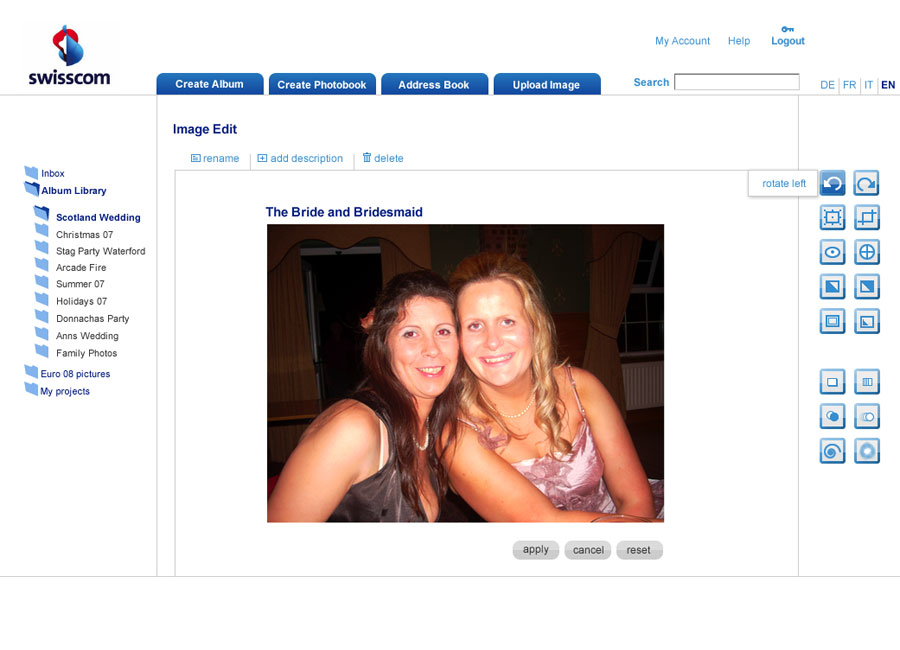 swisscom
My Account Help Logout
Create Album Create Photobook Address Book Upload Image Search DE FR IT EN
Image Edit
rename add description delete
Inbox
Album Library
Scotland Wedding
Christmas 07
Stag Party Waterford
Arcade Fire
Summer 07
Holidays 07
Donnachas Party
Anns Wedding
Family Photos
Euro 08 pictures
My projects
rotate left
The Bride and Bridesmaid
apply cancel reset